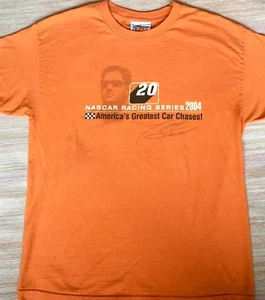 20
NASCAR RACING SERIES 2004
America's Greatest Car Chases!